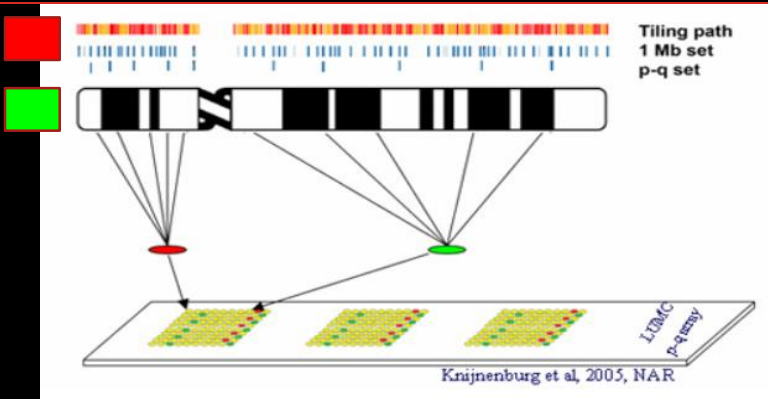 Tiling path
1 Mb set
p-q set
LUMC
p-q array
Knijnenburg et al, 2005, NAR